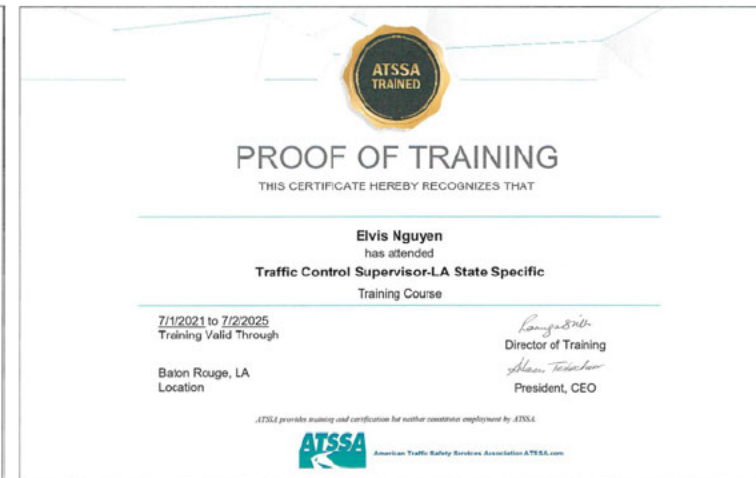 ATSSA
TRAINED
PROOF OF TRAINING
THIS CERTIFICATE HEREBY RECOGNIZES THAT
Elvis Nguyen
has attended
Traffic Control Supervisor-LA State Specific
Training Course
7/1/2021 to 7/2/2025
Training Valid Through
Director of Training
Baton Rouge, LA
Location
President, CEO
ATSSA provides training and certification but neither constitutes employment by ATSSA.
ATSSA
American Traffic Safety Services Association ATSSA.com